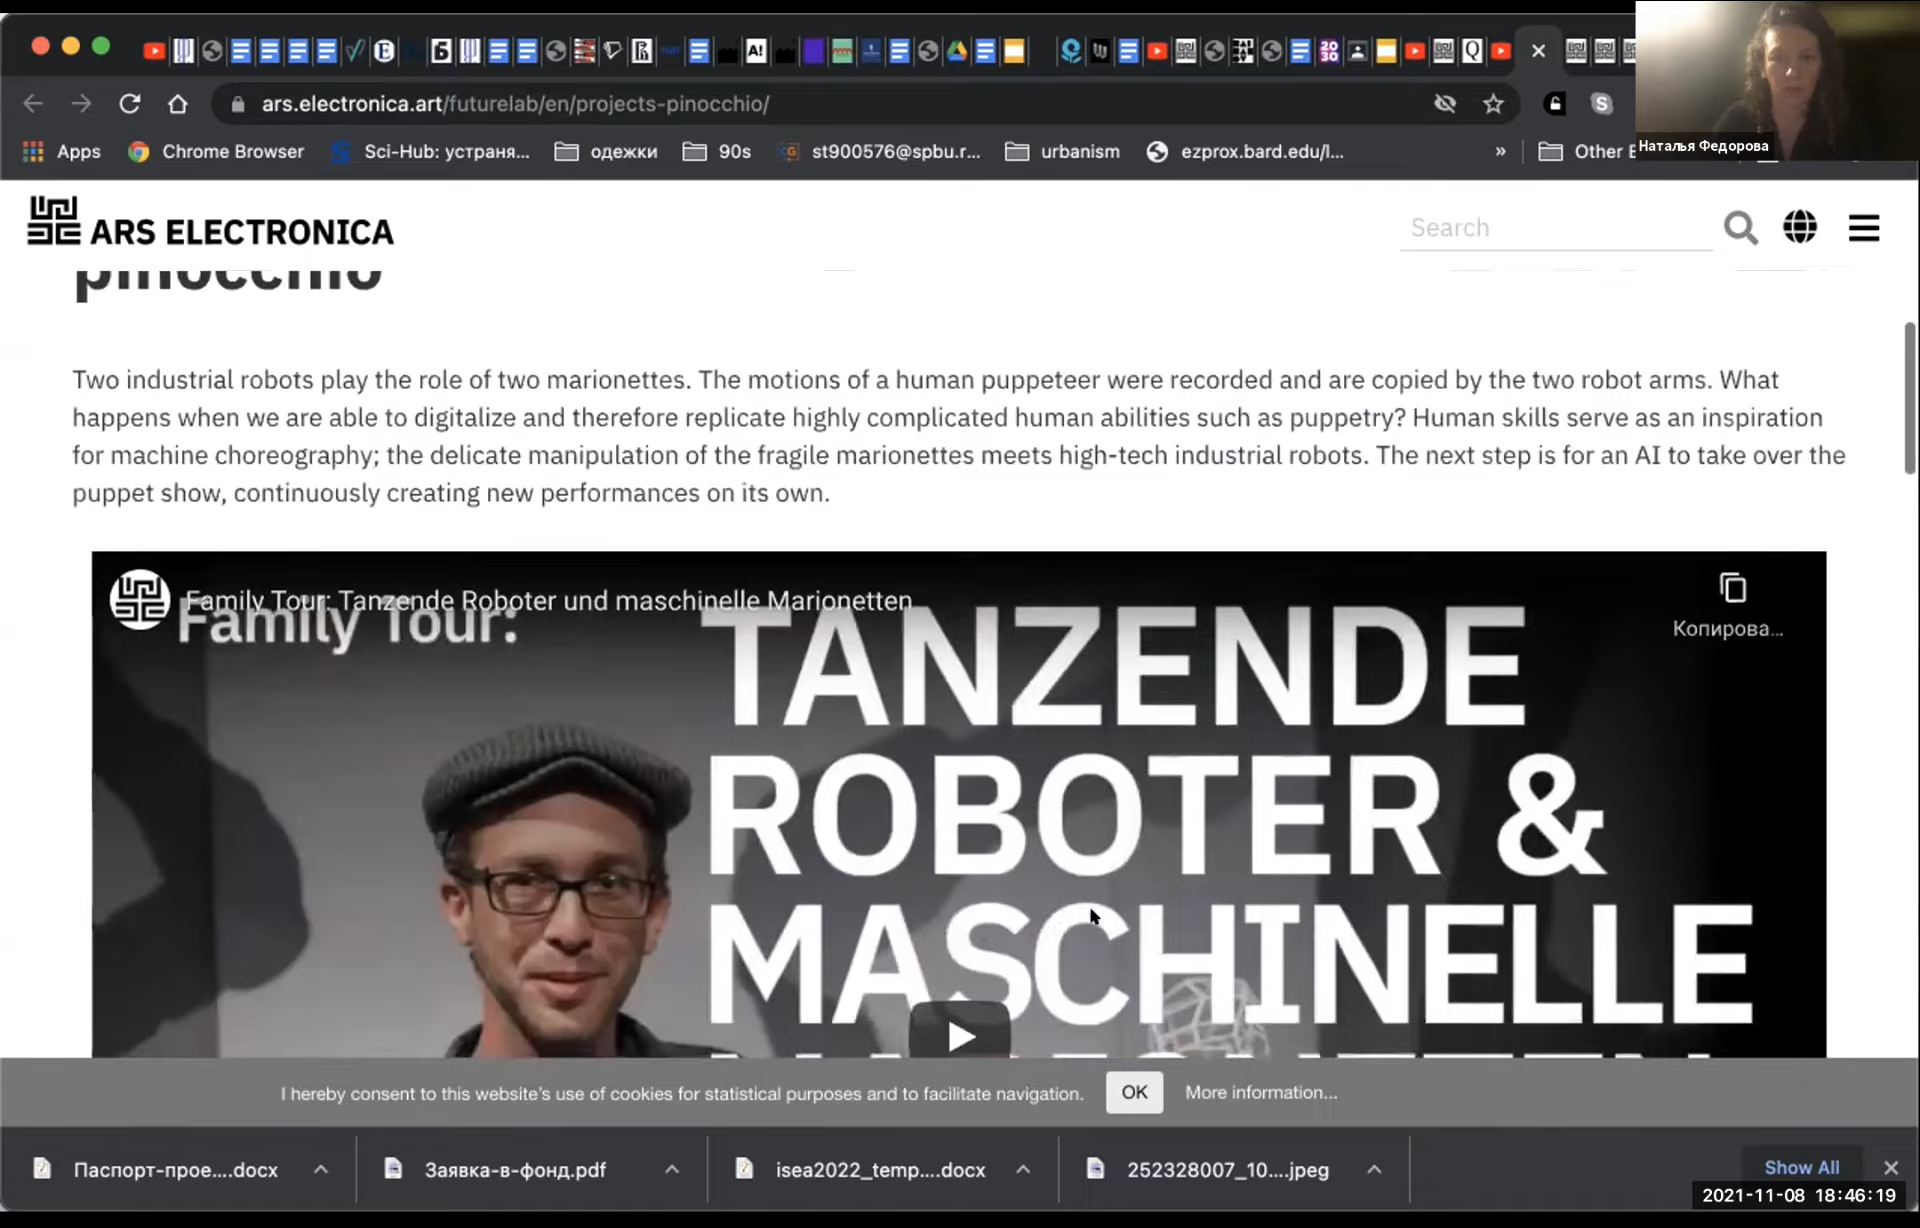 Б
A!
20
30
Q
ars.electronica.art/futurelab/en/projects-pinocchio/
S
Apps
Chrome Browser
Sci-Hub: устраня...
одежки
90s
st900576@spbu.r...
urbanism
ezprox.bard.edu/l...
»
Other
Наталья Федорова
ARS ELECTRONICA
Search
pinocchio
Two industrial robots play the role of two marionettes. The motions of a human puppeteer were recorded and are copied by the two robot arms. What
happens when we are able to digitalize and therefore replicate highly complicated human abilities such as puppetry? Human skills serve as an inspiration
for machine choreography; the delicate manipulation of the fragile marionettes meets high-tech industrial robots. The next step is for an AI to take over the
puppet show, continuously creating new performances on its own.
Family Tour: Tanzende Roboter und maschinelle Marionetten
Копирова...
Family Tour:
TANZENDE
ROBOTER &
MASCHINELLE
I hereby consent to this website's use of cookies for statistical purposes and to facilitate navigation.
OK
More information...
Паспорт-прое....docx
Заявка-в-фонд.pdf
isea2022_temp....docx
252328007_10....jpeg
Show All
2021-11-08 18:46:19